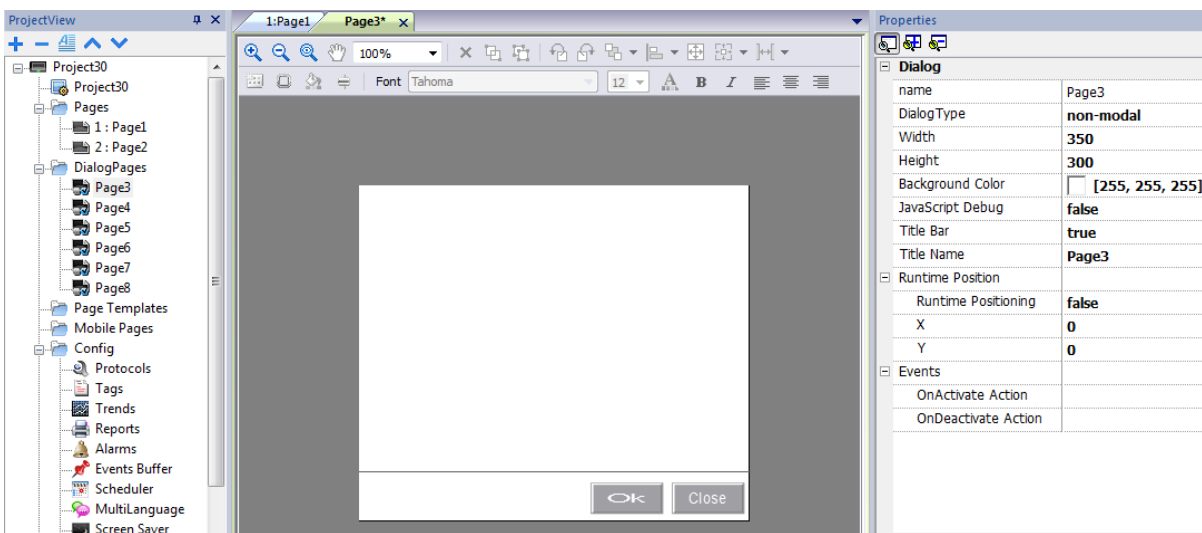 ProjectView
Project30
Project30
Pages
1 : Page1
2 : Page2
DialogPages
Page3
Page4
Page5
Page6
Page7
Page8
Page Templates
Mobile Pages
Config
Protocols
Tags
Trends
Reports
Alarms
Events Buffer
Scheduler
MultiLanguage
Screen Saver
1:Page1 Page3*
100%
Font Tahoma 12 A B I
Ok Close
Properties
Dialog
name Page3
DialogType non-modal
Width 350
Height 300
Background Color [255, 255, 255]
JavaScript Debug false
Title Bar true
Title Name Page3
Runtime Position
Runtime Positioning false
X 0
Y 0
Events
OnActivate Action
OnDeactivate Action